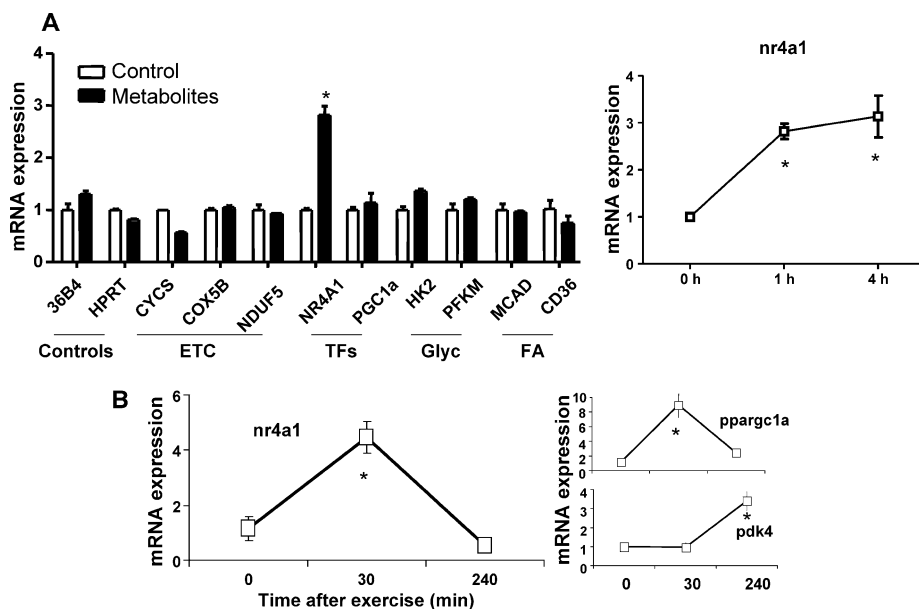 A
mRNA expression
4
3
2
1
0
Control
Metabolites
*
36B4
HPRT
CYCS
COX5B
NDUF5
NR4A1
PGC1a
HK2
PFKM
MCAD
CD36
Controls
ETC
TFs
Glyc
FA
nr4a1
mRNA expression
4
3
2
1
0
*
*
0 h
1 h
4 h
B
mRNA expression
6
4
2
0
nr4a1
*
0
30
240
Time after exercise (min)
mRNA expression
10
8
6
4
2
0
ppargc1a
*
4
3
2
1
0
pdk4
*
0
30
240